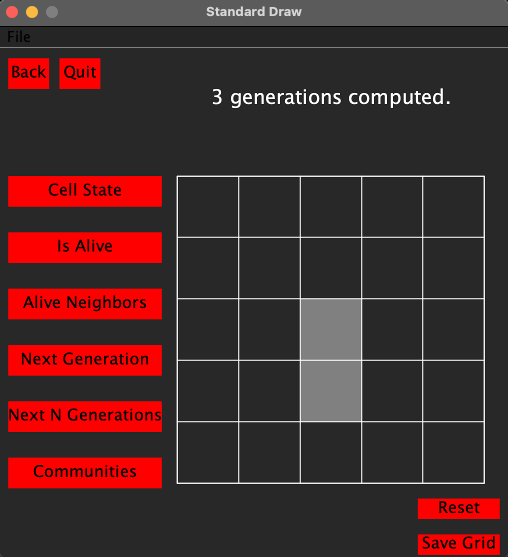 Standard Draw
File
Back Quit
3 generations computed.
Cell State
Is Alive
Alive Neighbors
Next Generation
Next N Generations
Communities
Reset
Save Grid